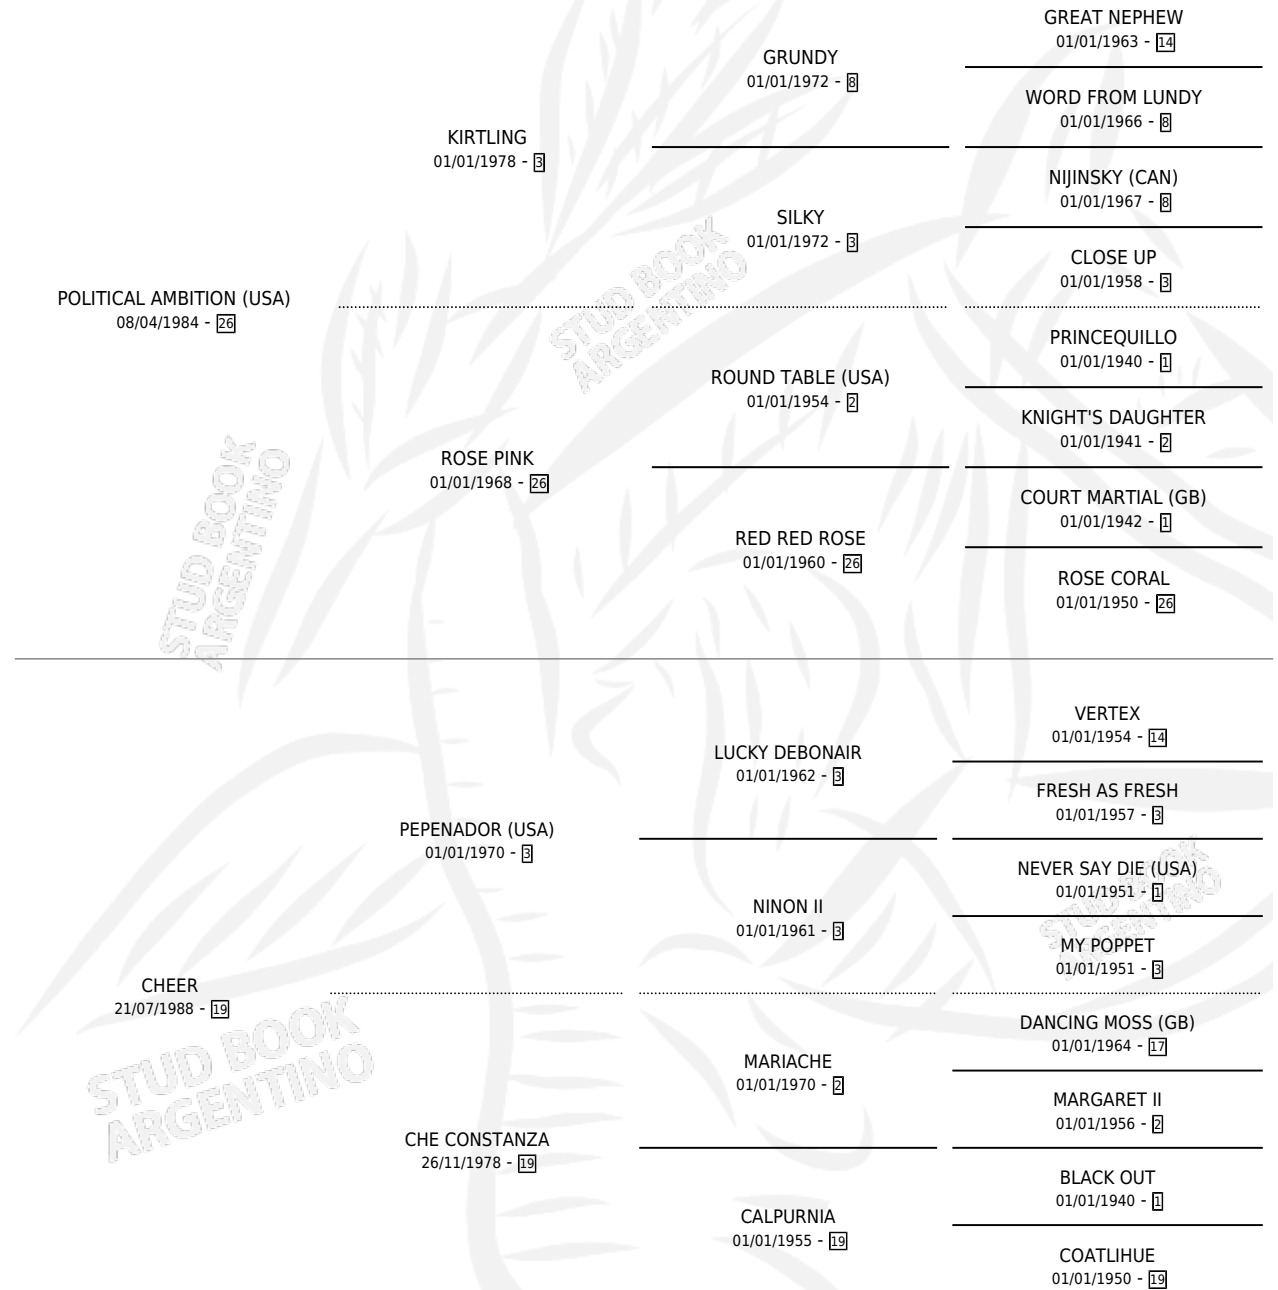 GREAT NEPHEW
01/01/1963 - 14
GRUNDY
01/01/1972 - 8
WORD FROM LUNDY
01/01/1966 - 8
KIRTLING
01/01/1978 - 3
NIJINSKY (CAN)
01/01/1967 - 8
SILKY
01/01/1972 - 3
CLOSE UP
01/01/1958 - 3
POLITICAL AMBITION (USA)
08/04/1984 - 26
PRINCEQUILLO
01/01/1940 - 1
ROUND TABLE (USA)
01/01/1954 - 2
KNIGHT'S DAUGHTER
01/01/1941 - 2
ROSE PINK
01/01/1968 - 26
COURT MARTIAL (GB)
01/01/1942 - 1
RED RED ROSE
01/01/1960 - 26
ROSE CORAL
01/01/1950 - 26
VERTEX
01/01/1954 - 14
LUCKY DEBONAIR
01/01/1962 - 3
FRESH AS FRESH
01/01/1957 - 3
PEPENADOR (USA)
01/01/1970 - 3
NEVER SAY DIE (USA)
01/01/1951 - 1
NINON II
01/01/1961 - 3
MY POPPET
01/01/1951 - 3
CHEER
21/07/1988 - 19
DANCING MOSS (GB)
01/01/1964 - 17
MARIACHE
01/01/1970 - 2
MARGARET II
01/01/1956 - 2
CHE CONSTANZA
26/11/1978 - 19
BLACK OUT
01/01/1940 - 1
CALPURNIA
01/01/1955 - 19
COATLIHUE
01/01/1950 - 19
STUD BOOK
ARGENTINO
STUD BOOK
ARGENTINO
STUD BOOK
ARGENTINO
STUD BOOK
ARGENTINO